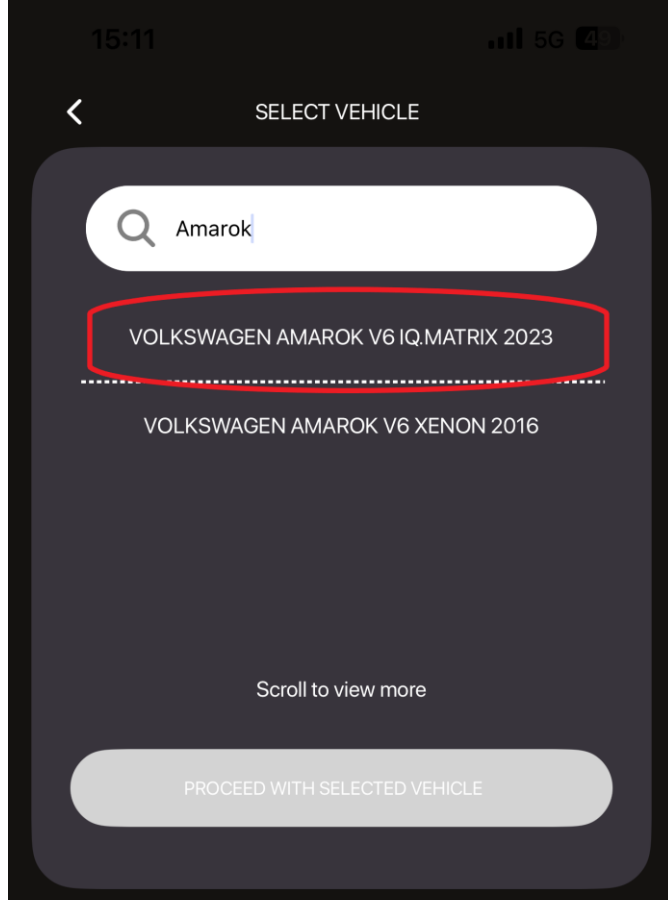 15:11 5G 49
SELECT VEHICLE
Amarok
VOLKSWAGEN AMAROK V6 IQ.MATRIX 2023
VOLKSWAGEN AMAROK V6 XENON 2016
Scroll to view more
PROCEED WITH SELECTED VEHICLE